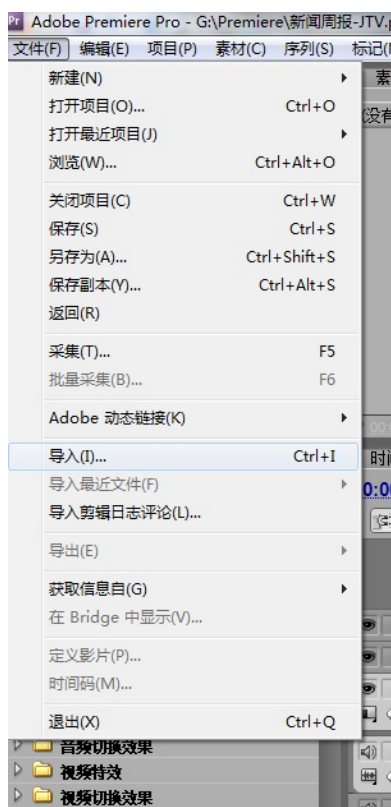 Pr Adobe Premiere Pro - G:\Premiere\新闻周报-JTV.p
文件(F) 编辑(E) 项目(P) 素材(C) 序列(S) 标记(
新建(N) 素
打开项目(O)... Ctrl+O
打开最近项目(J)
浏览(W)... Ctrl+Alt+O
关闭项目(C) Ctrl+W
保存(S) Ctrl+S
另存为(A)... Ctrl+Shift+S
保存副本(Y)... Ctrl+Alt+S
返回(R)
采集(T)... F5
批量采集(B)... F6
Adobe 动态链接(K)
导入(I)... Ctrl+I
导入最近文件(F)
导入剪辑日志评论(L)...
导出(E)
获取信息自(G)
在 Bridge 中显示(V)...
定义影片(P)...
时间码(M)...
退出(X) Ctrl+Q
音频切换效果
视频特效
视频切换效果